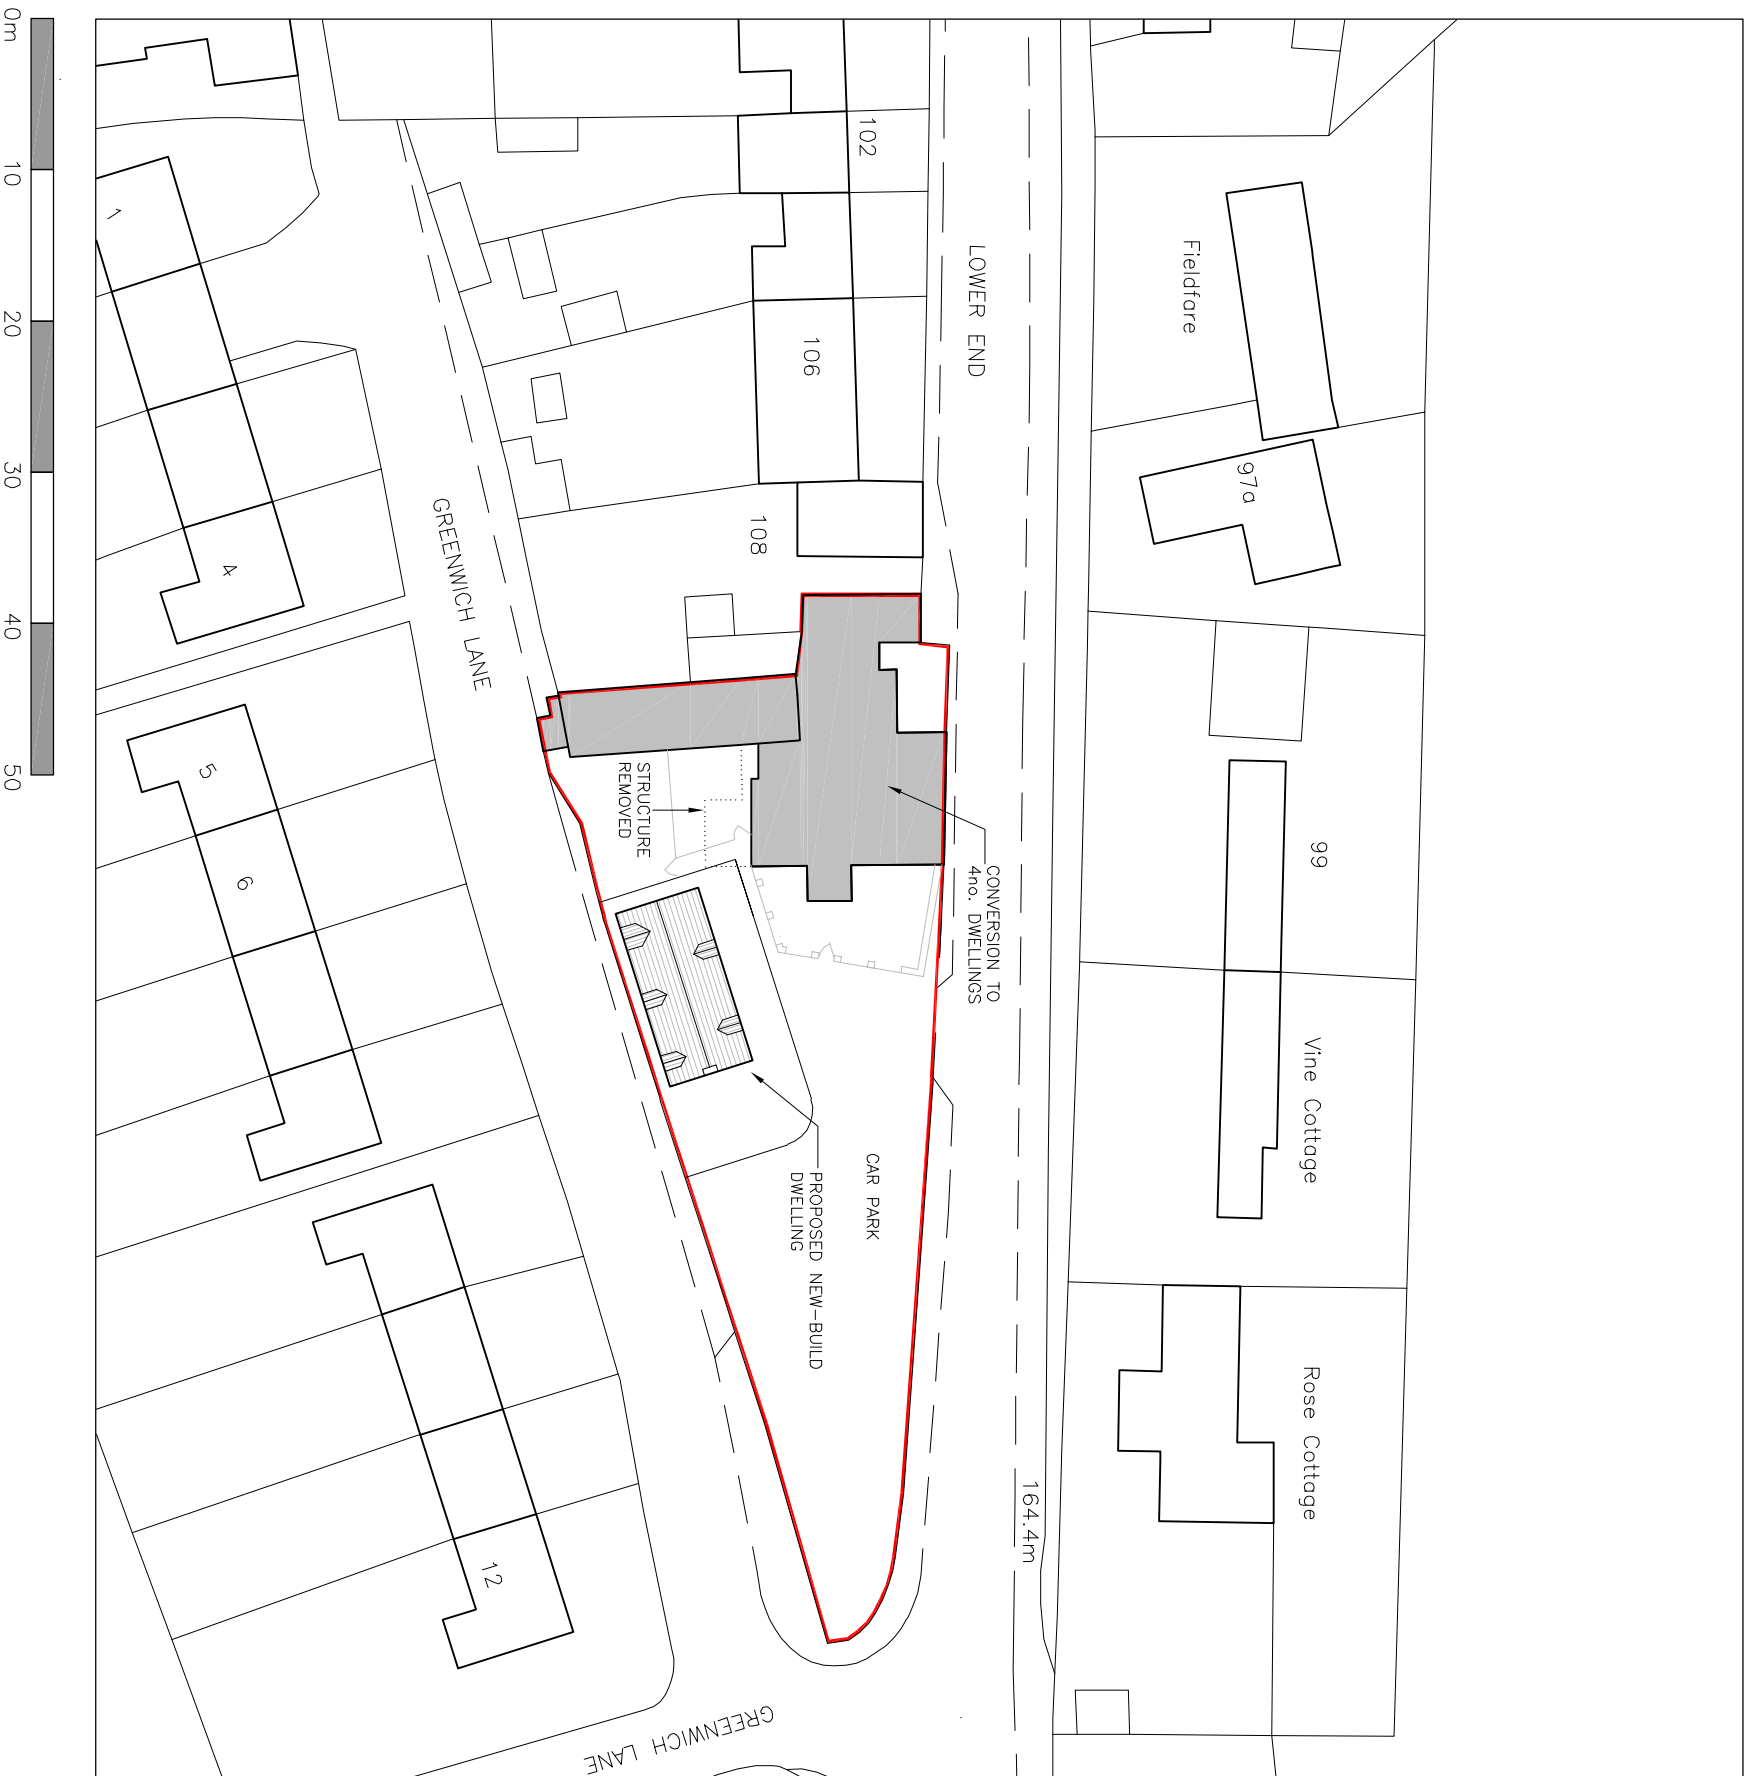 0m
10
20
30
40
50
102
106
108
LOWER END
Fieldfare
97a
99
Vine Cottage
Rose Cottage
164.4m
1
4
5
6
12
GREENWICH LANE
STRUCTURE
REMOVED
CONVERSION TO
4no. DWELLINGS
CAR PARK
PROPOSED NEW-BUILD
DWELLING
GREENWICH LANE